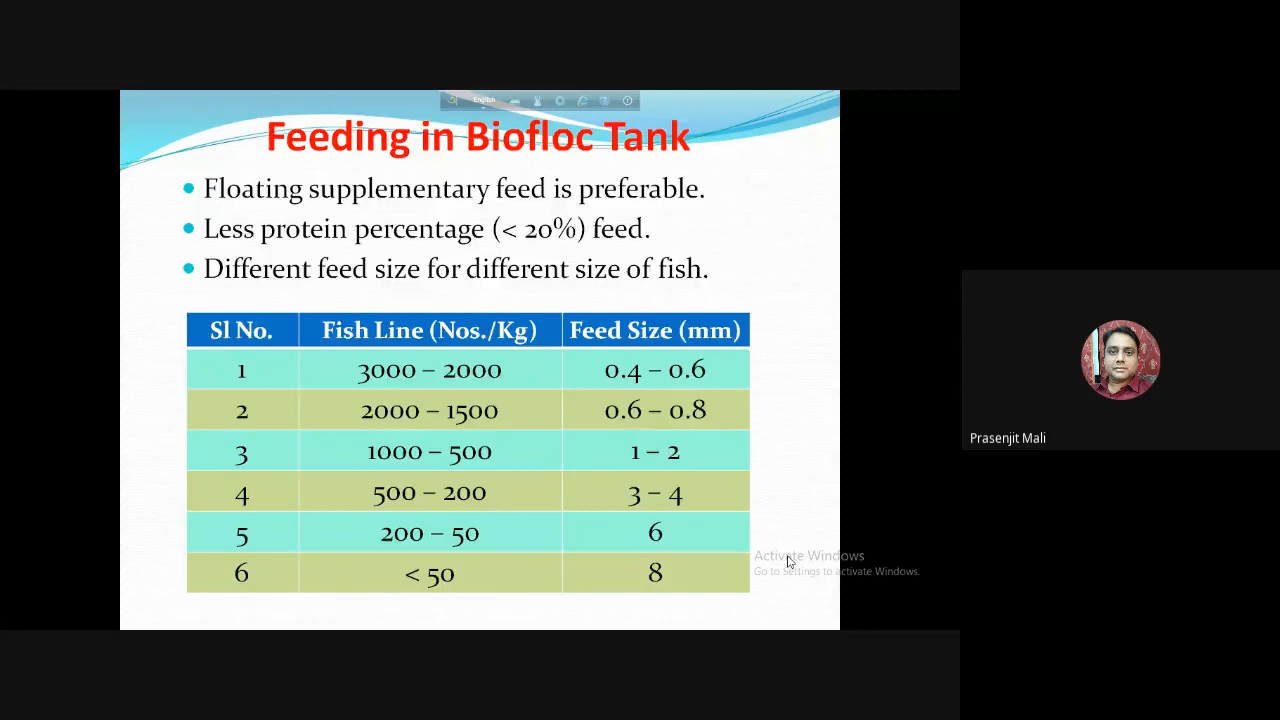 English
Feeding in Biofloc Tank
Floating supplementary feed is preferable.
Less protein percentage (< 20%) feed.
Different feed size for different size of fish.
Sl No. Fish Line (Nos./Kg) Feed Size (mm)
1 3000 – 2000 0.4 – 0.6
2 2000 – 1500 0.6 – 0.8
3 1000 – 500 1 – 2
4 500 – 200 3 – 4
5 200 – 50 6
6 < 50 8
Activate Windows
Go to Settings to activate Windows.
Prasenjit Mali